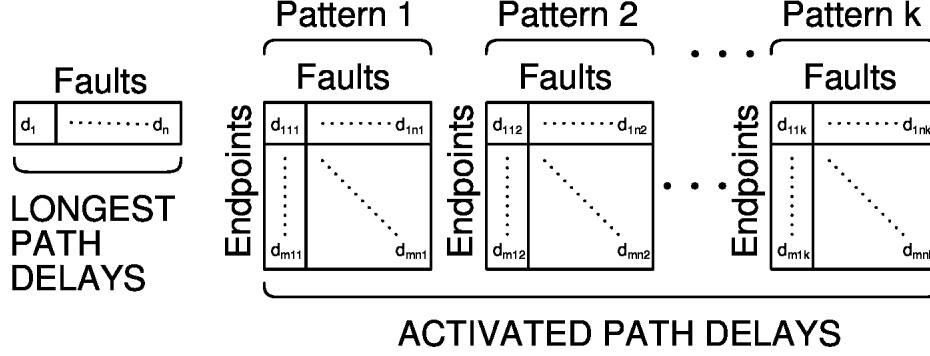 Pattern 1 Pattern 2 Pattern k
Faults Faults Faults Faults
d1 dn
Endpoints d111 d1n1
Endpoints d112 d1n2
Endpoints d11k d1nk
dm11 dmn1 dm12 dmn2 dm1k
LONGEST
PATH
DELAYS
ACTIVATED PATH DELAYS